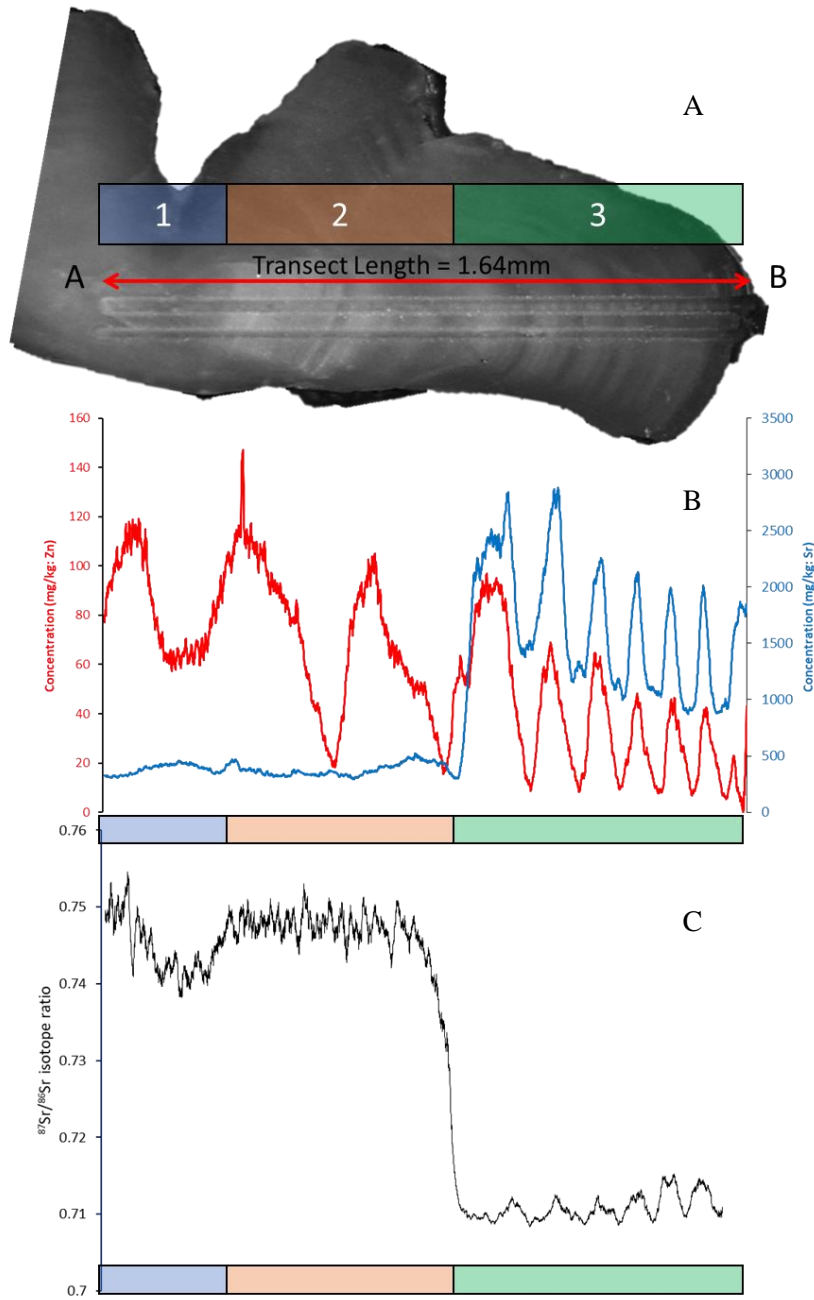 A
1 2 3
Transect Length = 1.64mm
A B
B
160
140
120
100
80
60
40
20
0
Concentration (mg/kg: Zn)
3500
3000
2500
2000
1500
1000
500
0
Concentration (mg/kg: Sr)
C
0.76
0.75
0.74
0.73
0.72
0.71
0.7
⁸⁷Sr/⁸⁶Sr isotope ratio